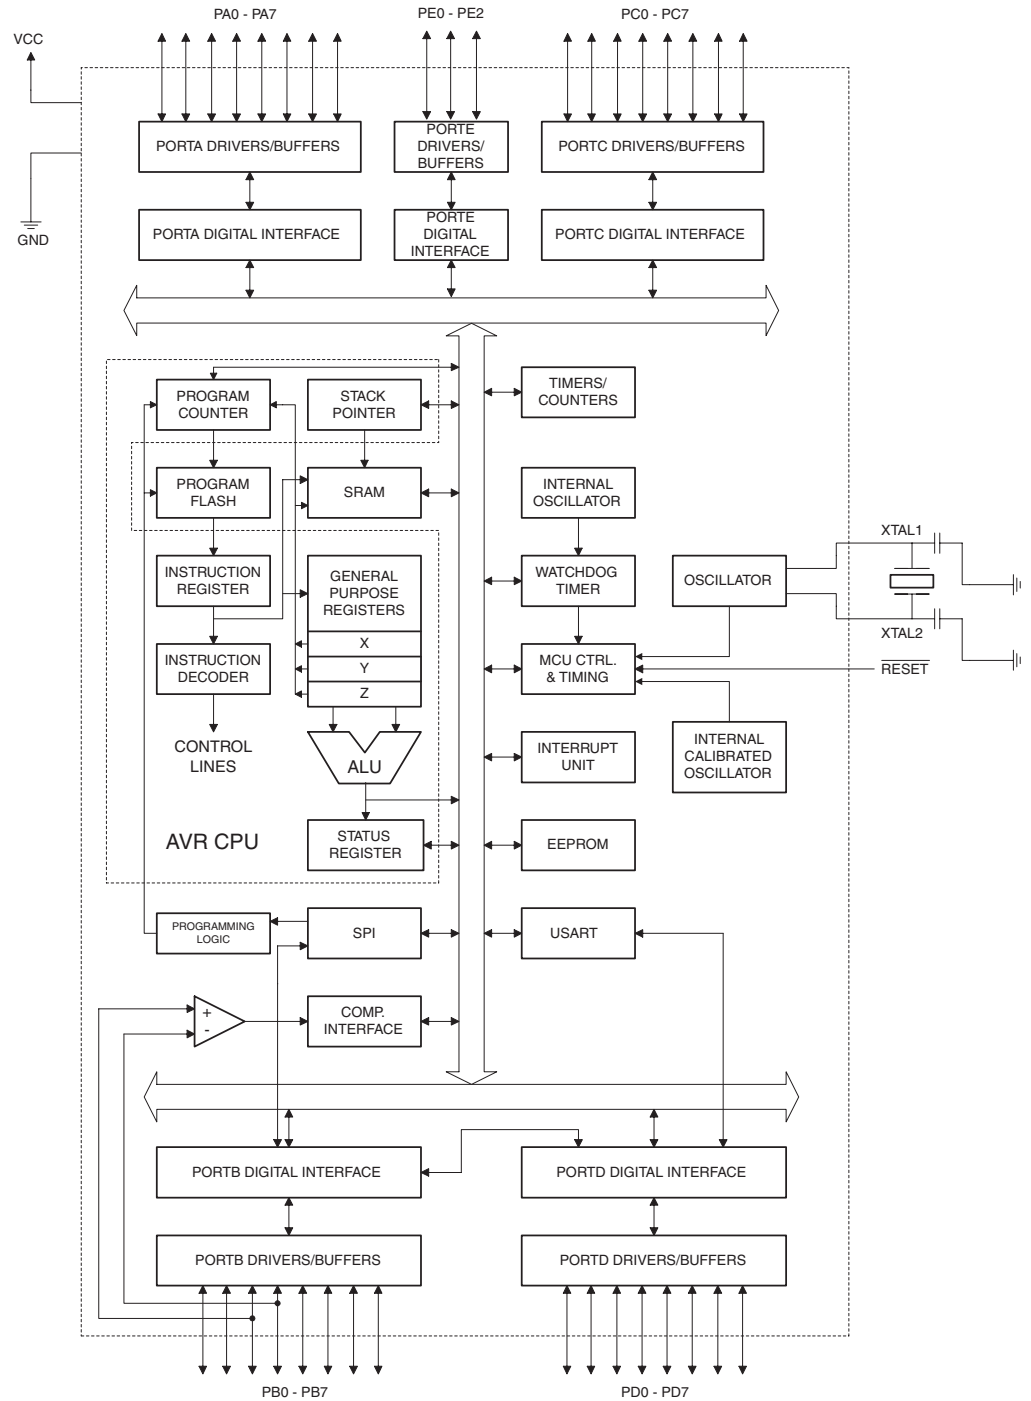 PA0 - PA7
PE0 - PE2
PC0 - PC7
VCC
PORTA DRIVERS/BUFFERS
PORTE
DRIVERS/
BUFFERS
PORTC DRIVERS/BUFFERS
GND
PORTA DIGITAL INTERFACE
PORTE
DIGITAL
INTERFACE
PORTC DIGITAL INTERFACE
PROGRAM
COUNTER
STACK
POINTER
TIMERS/
COUNTERS
PROGRAM
FLASH
SRAM
INTERNAL
OSCILLATOR
XTAL1
INSTRUCTION
REGISTER
GENERAL
PURPOSE
REGISTERS
WATCHDOG
TIMER
OSCILLATOR
XTAL2
X
INSTRUCTION
DECODER
Y
MCU CTRL.
& TIMING
RESET
Z
CONTROL
LINES
ALU
INTERRUPT
UNIT
INTERNAL
CALIBRATED
OSCILLATOR
AVR CPU
STATUS
REGISTER
EEPROM
PROGRAMMING
LOGIC
SPI
USART
+
-
COMP.
INTERFACE
PORTB DIGITAL INTERFACE
PORTD DIGITAL INTERFACE
PORTB DRIVERS/BUFFERS
PORTD DRIVERS/BUFFERS
PB0 - PB7
PD0 - PD7